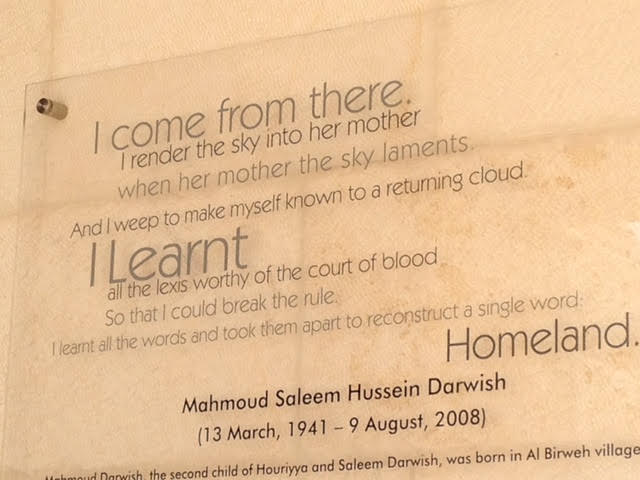 I come from there.
I render the sky into her mother
when her mother the sky laments.
And I weep to make myself known to a returning cloud.
I Learnt
all the lexis worthy of the court of blood
So that I could break the rule.
I learnt all the words and took them apart to reconstruct a single word:
Homeland.
Mahmoud Saleem Hussein Darwish
(13 March, 1941 – 9 August, 2008)
Mahmoud Darwish, the second child of Houriyya and Saleem Darwish, was born in Al Birweh village